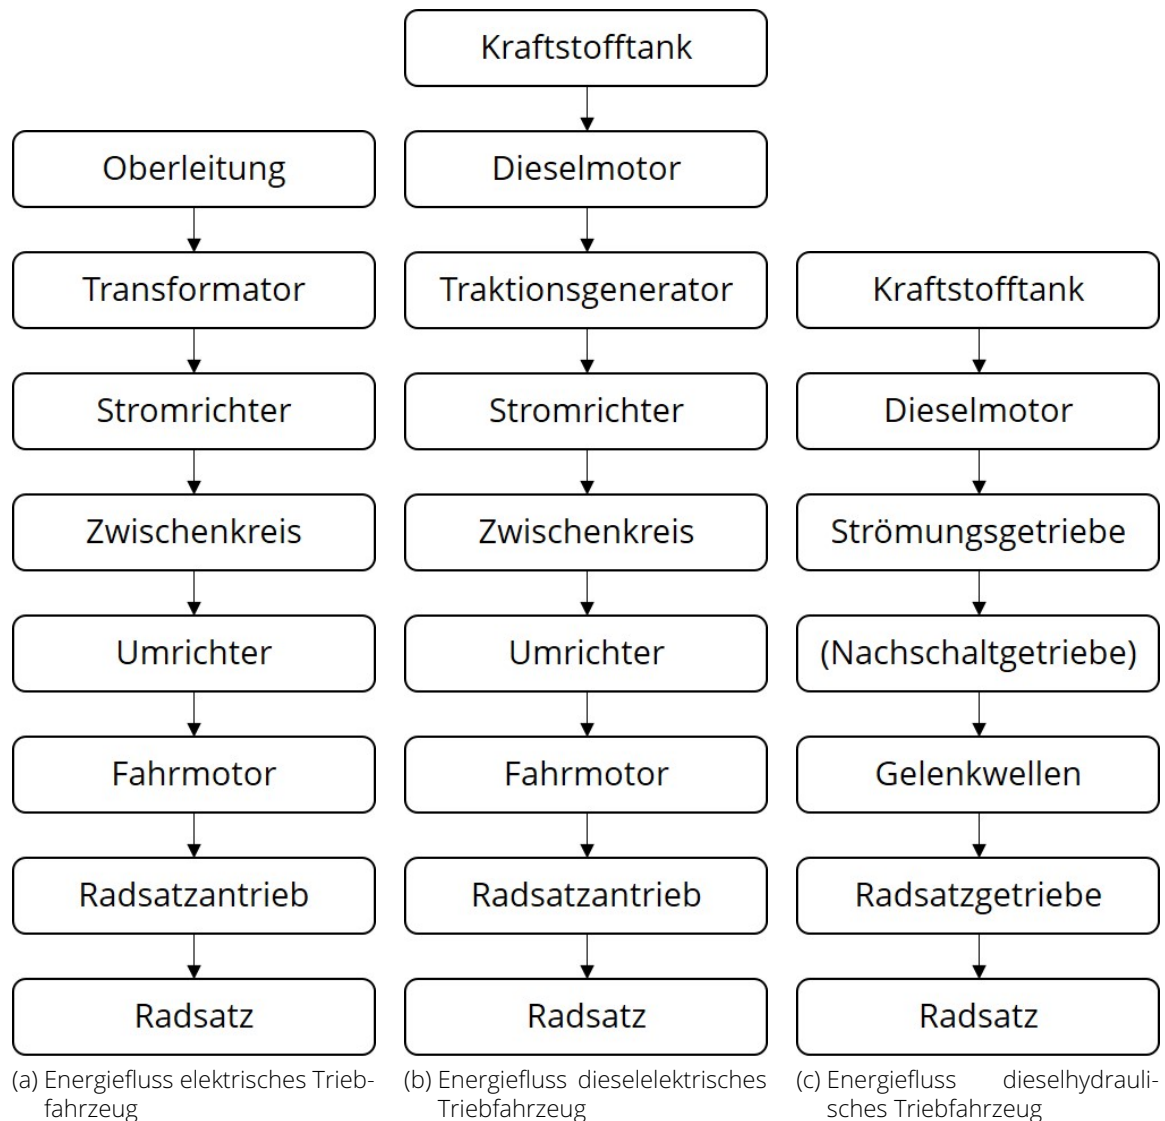 Oberleitung
Transformator
Stromrichter
Zwischenkreis
Umrichter
Fahrmotor
Radsatzantrieb
Radsatz
(a) Energiefluss elektrisches Trieb-
fahrzeug
Kraftstofftank
Dieselmotor
Traktionsgenerator
Stromrichter
Zwischenkreis
Umrichter
Fahrmotor
Radsatzantrieb
Radsatz
(b) Energiefluss dieselelektrisches
Triebfahrzeug
Kraftstofftank
Dieselmotor
Strömungsgetriebe
(Nachschaltgetriebe)
Gelenkwellen
Radsatzgetriebe
Radsatz
(c) Energiefluss dieselhydrauli-
sches Triebfahrzeug